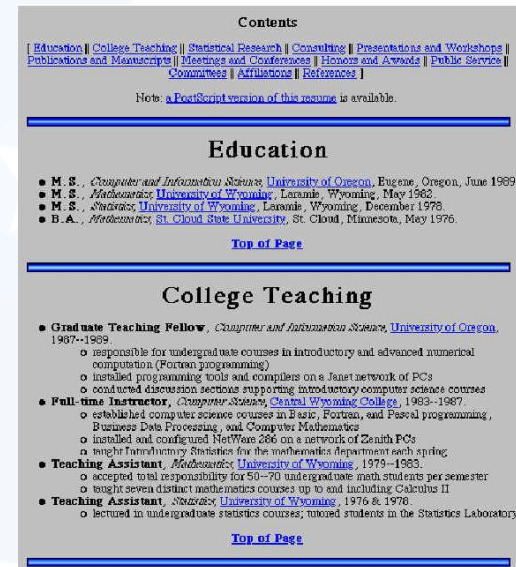 Contents
[ Education || College Teaching || Statistical Research || Consulting || Presentations and Workshops ||
Publications and Manuscripts || Meetings and Conferences || Honors and Awards || Public Service ||
Committees || Affiliations || References ]
Note: a PostScript version of this resume is available.
Education
● M.S., Computer and Information Science, University of Oregon, Eugene, Oregon, June 1989
● M.S., Mathematics, University of Wyoming, Laramie, Wyoming, May 1982.
● M.S., Statistics, University of Wyoming, Laramie, Wyoming, December 1978.
● B.A., Mathematics, St. Cloud State University, St. Cloud, Minnesota, May 1976.
Top of Page
College Teaching
● Graduate Teaching Fellow, Computer and Information Science, University of Oregon,
1987--1989.
o responsible for undergraduate courses in introductory and advanced numerical
computation (Fortran programming)
o installed programming tools and compilers on a Janet network of PCs
o conducted discussion sections supporting introductory computer science courses
● Full-time Instructor, Computer Science, Central Wyoming College, 1983--1987.
o established computer science courses in Basic, Fortran, and Pascal programming,
Business Data Processing, and Computer Mathematics
o installed and configured NetWare 286 on a network of Zenith PCs
o taught Introductory Statistics for the mathematics department each spring
● Teaching Assistant, Mathematics, University of Wyoming, 1979--1983.
o accepted total responsibility for 50--70 undergraduate math students per semester
o taught seven distinct mathematics courses up to and including Calculus II
● Teaching Assistant, Statistics, University of Wyoming, 1976 & 1978.
o lectured in undergraduate statistics courses; tutored students in the Statistics Laboratory
Top of Page